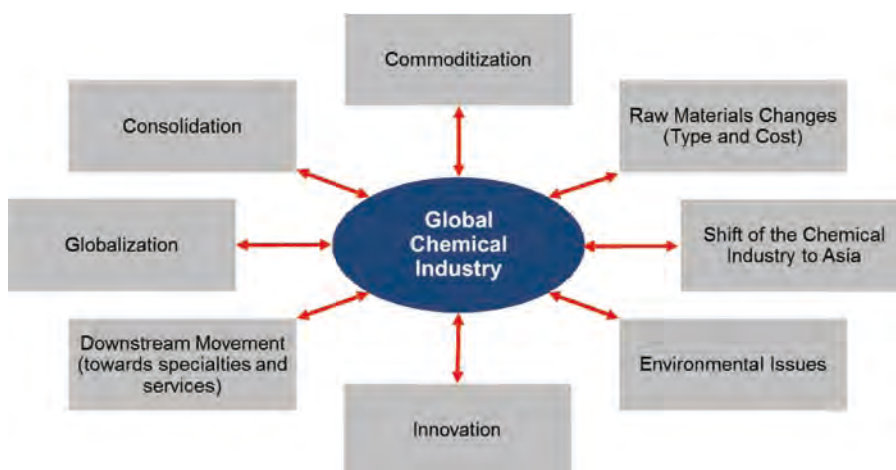 Commoditization
Consolidation
Raw Materials Changes
(Type and Cost)
Globalization
Global
Chemical
Industry
Shift of the Chemical
Industry to Asia
Downstream Movement
(towards specialties and
services)
Environmental Issues
Innovation